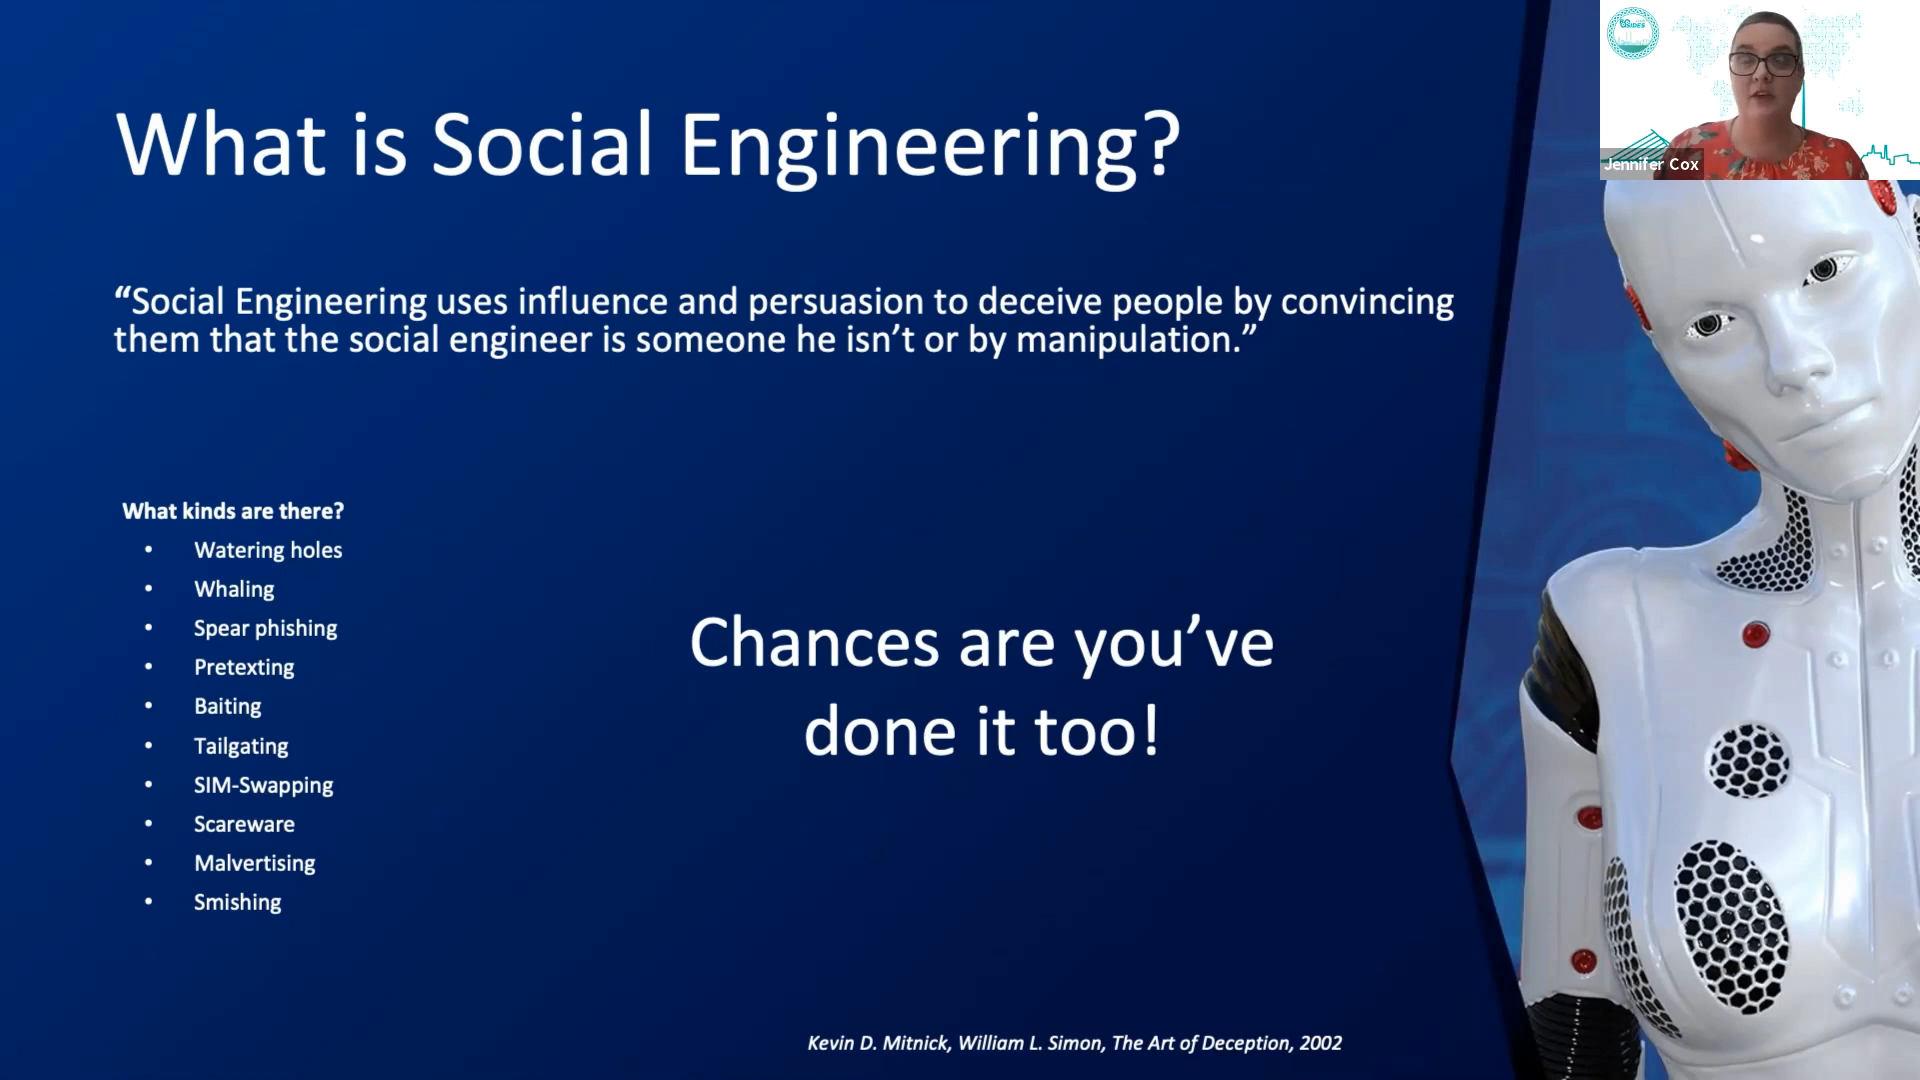 What is Social Engineering?
“Social Engineering uses influence and persuasion to deceive people by convincing
them that the social engineer is someone he isn’t or by manipulation.”
What kinds are there?
• Watering holes
• Whaling
• Spear phishing
• Pretexting
• Baiting
• Tailgating
• SIM-Swapping
• Scareware
• Malvertising
• Smishing
Chances are you’ve
done it too!
Kevin D. Mitnick, William L. Simon, The Art of Deception, 2002
BSIDES
Jennifer Cox